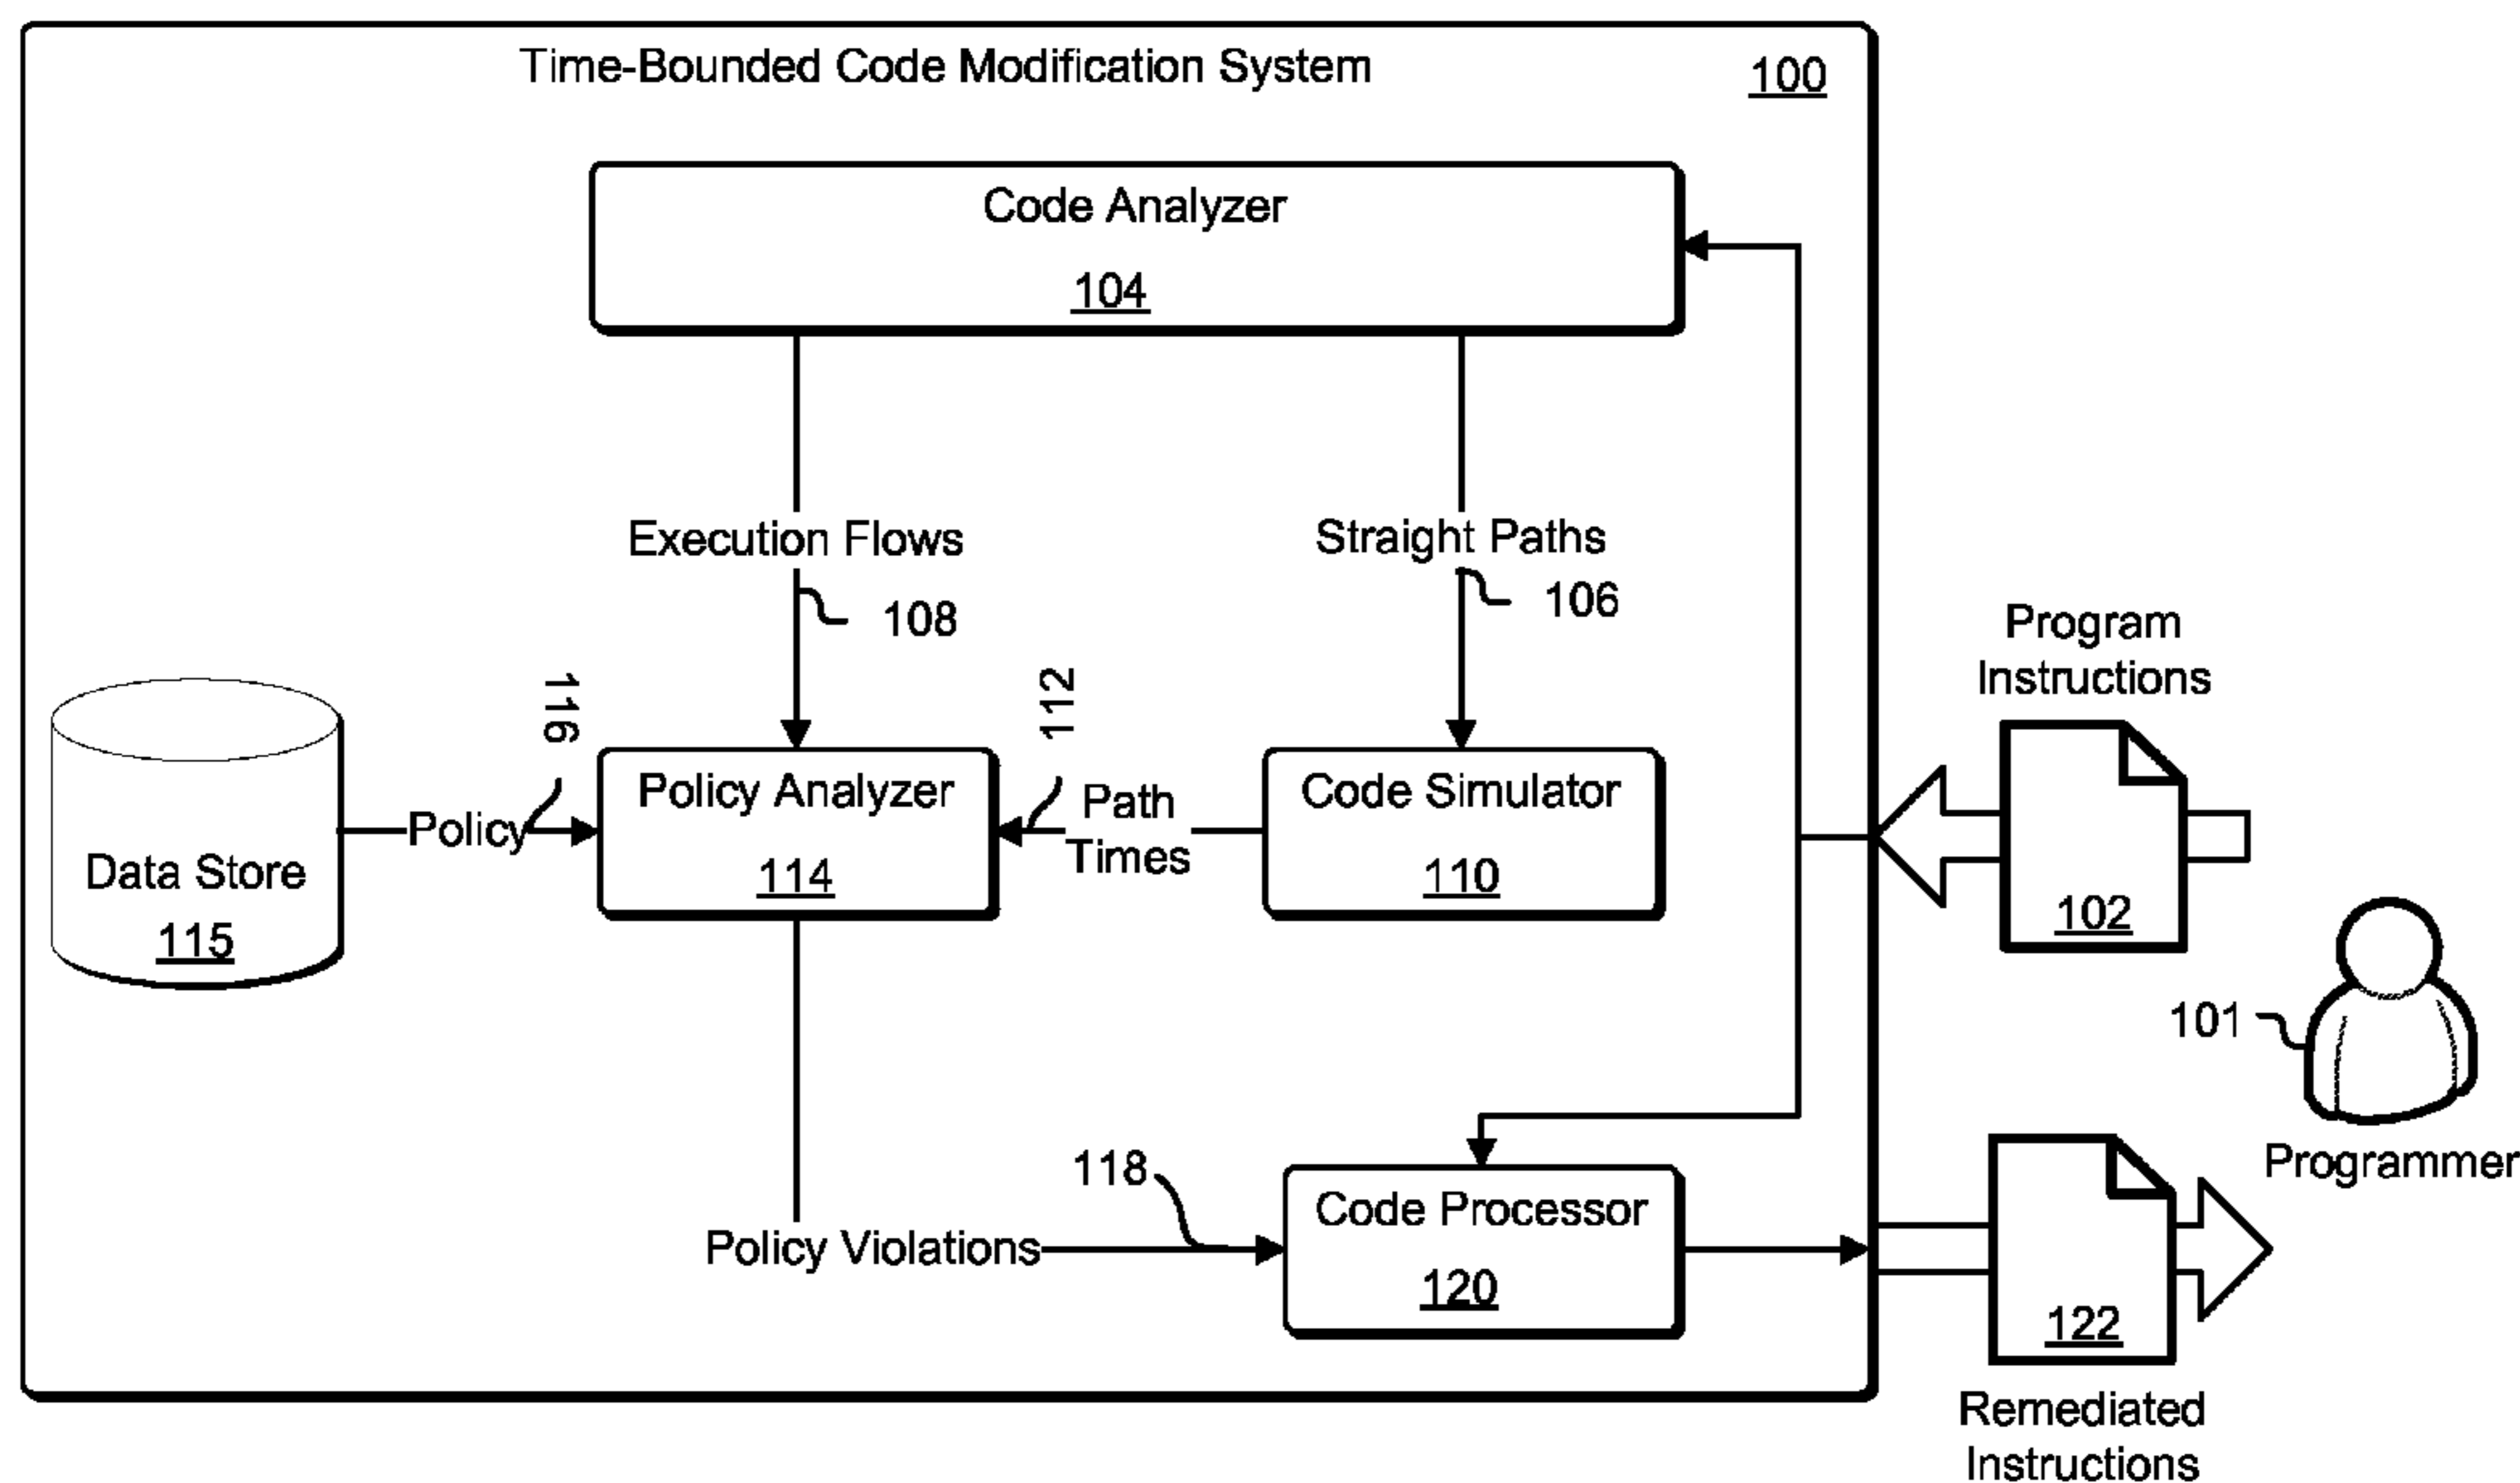 Time-Bounded Code Modification System
100
Code Analyzer
104
Execution Flows
108
Straight Paths
106
Program
Instructions
102
116
112
Policy
Data Store
115
Policy Analyzer
114
Path
Times
Code Simulator
110
101
Programmer
118
Policy Violations
Code Processor
120
122
Remediated
Instructions